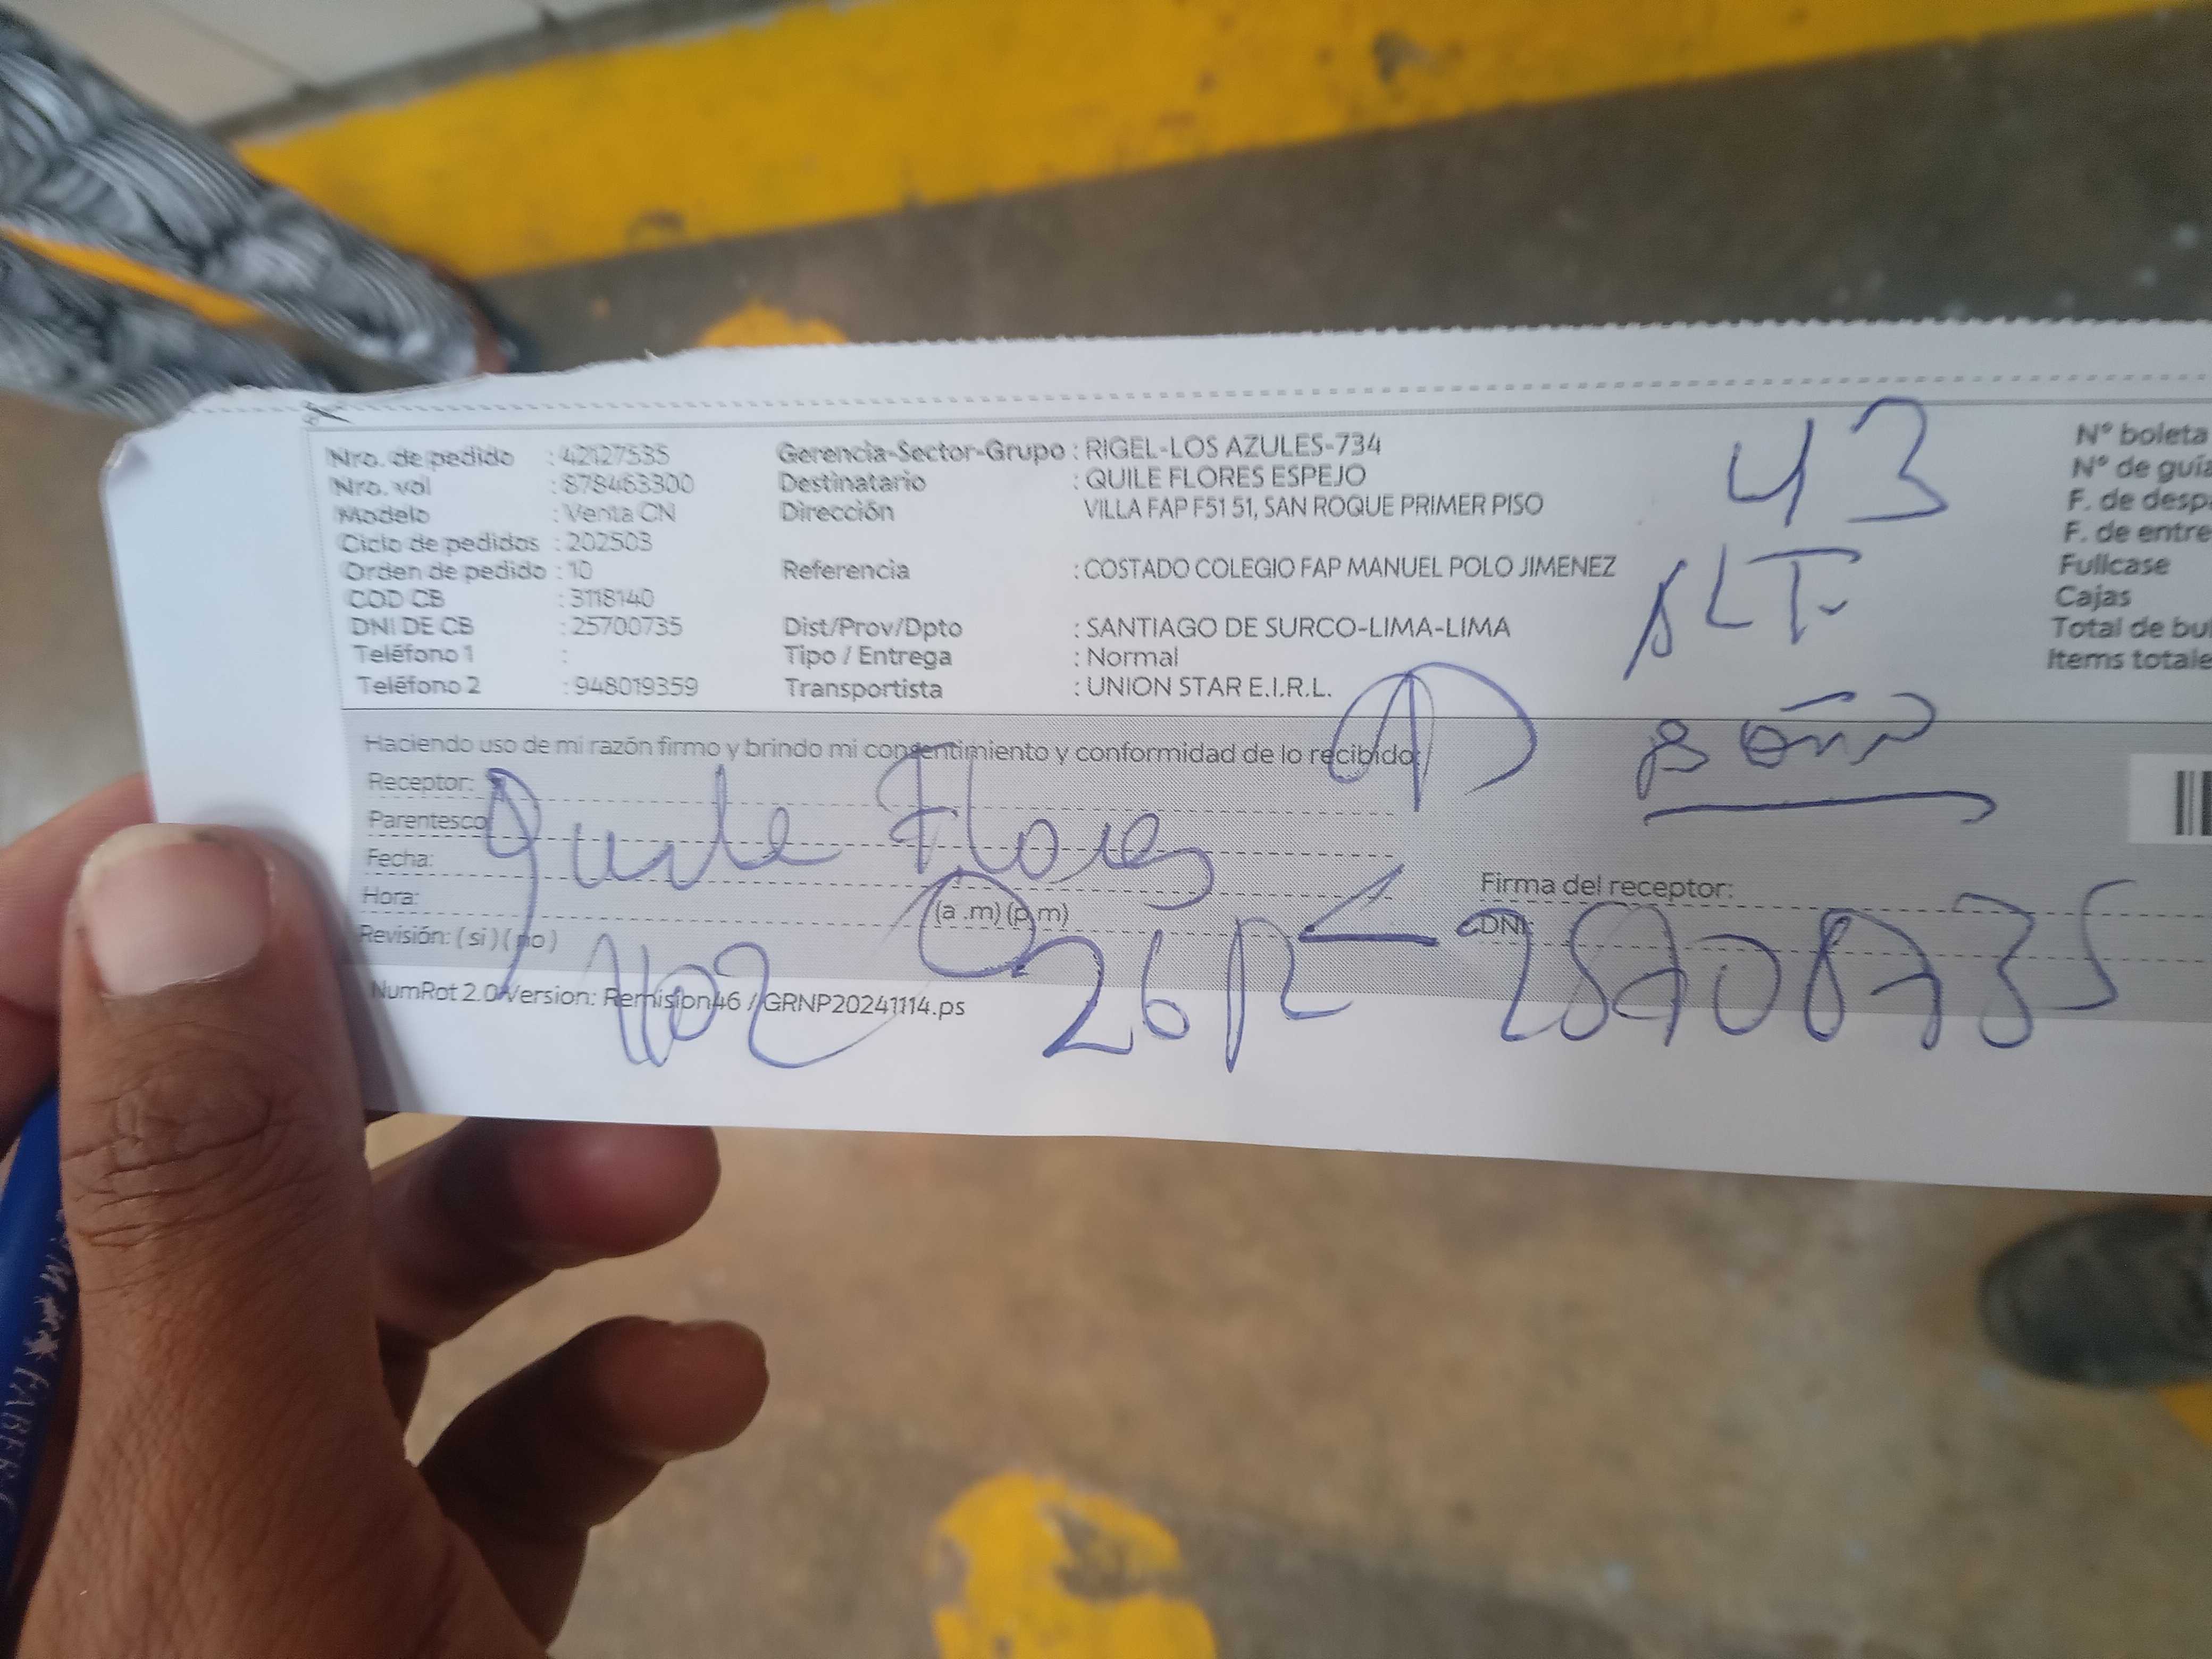 Nro. de pedido : 42127535
Nro. vol : 878463300
Modelo : Venta CN
Ciclo de pedidos : 202503
Orden de pedido : 10
COD CB : 3118140
DNI DE CB : 25700735
Teléfono 1 :
Teléfono 2 : 948019359
Gerencia-Sector-Grupo : RIGEL-LOS AZULES-734
Destinatario : QUILE FLORES ESPEJO
Dirección VILLA FAP F51 51, SAN ROQUE PRIMER PISO
Referencia : COSTADO COLEGIO FAP MANUEL POLO JIMENEZ
Dist/Prov/Dpto : SANTIAGO DE SURCO-LIMA-LIMA
Tipo / Entrega : Normal
Transportista : UNION STAR E.I.R.L.
43
ALT.
N° boleta
N° de guía
F. de desp
F. de entre
Fullcase
Cajas
Total de bul
Items totale
Haciendo uso de mi razón firmo y brindo mi consentimiento y conformidad de lo recibido:
Receptor:
Parentesco
Quile Flores
Fecha:
Hora: (a .m) (p.m)
Revisión: ( si ) ( no )
Firma del receptor:
DNI:
NumRot 2.0 Version: Remision46 / GRNP20241114.ps
FABER-C